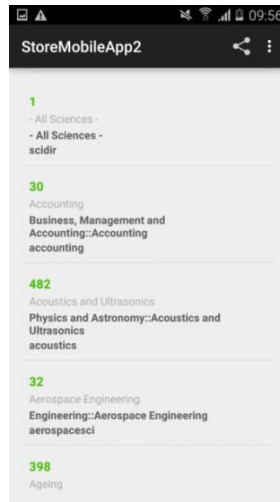 09:56
StoreMobileApp2
1
- All Sciences -
- All Sciences -
scidir
30
Accounting
Business, Management and
Accounting::Accounting
accounting
482
Acoustics and Ultrasonics
Physics and Astronomy::Acoustics and
Ultrasonics
acoustics
32
Aerospace Engineering
Engineering::Aerospace Engineering
aerospacesci
398
Ageing